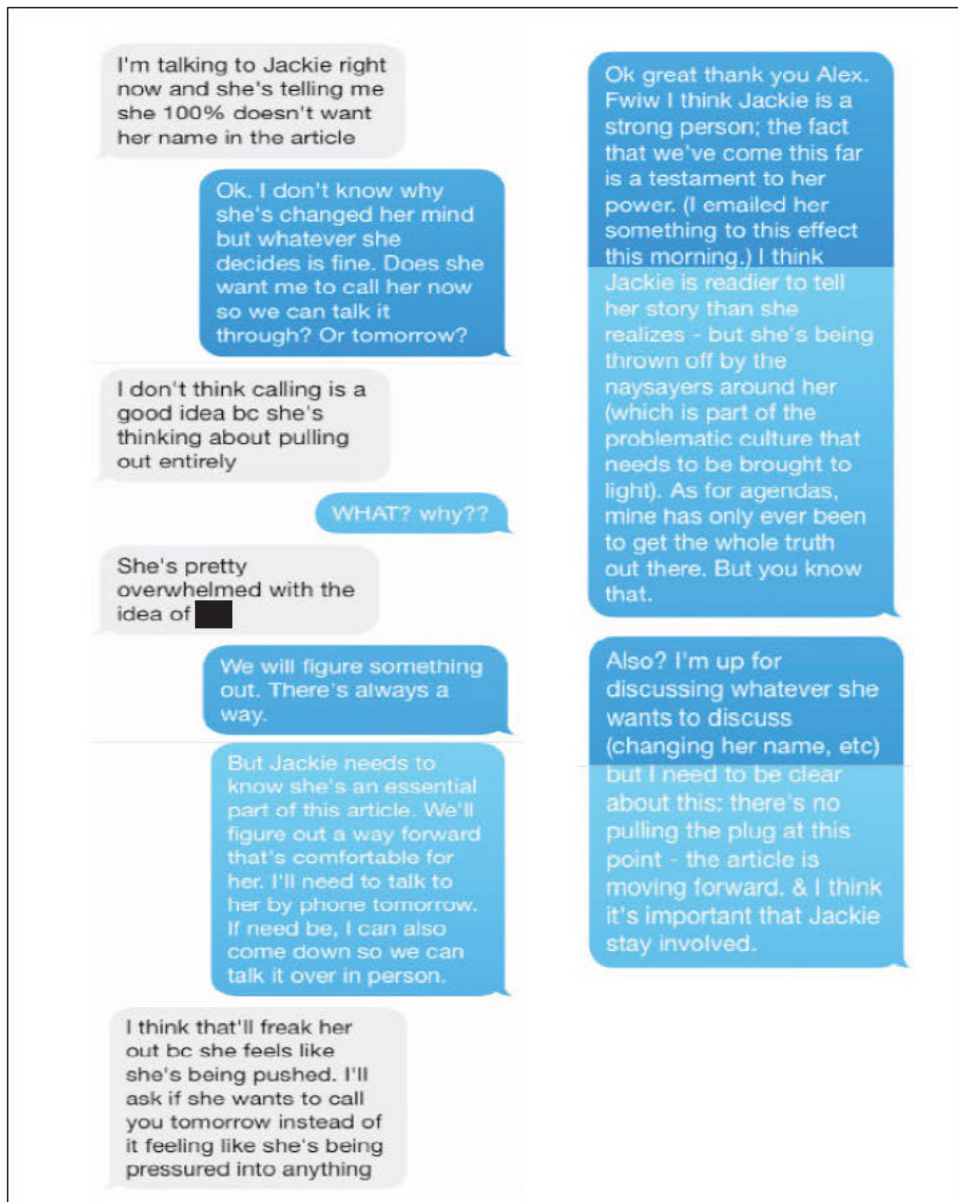 I'm talking to Jackie right
now and she's telling me
she 100% doesn't want
her name in the article
Ok. I don't know why
she's changed her mind
but whatever she
decides is fine. Does she
want me to call her now
so we can talk it
through? Or tomorrow?
I don't think calling is a
good idea bc she's
thinking about pulling
out entirely
WHAT? why??
She's pretty
overwhelmed with the
idea of
We will figure something
out. There's always a
way.
But Jackie needs to
know she's an essential
part of this article. We'll
figure out a way forward
that's comfortable for
her. I'll need to talk to
her by phone tomorrow.
If need be, I can also
come down so we can
talk it over in person.
I think that'll freak her
out bc she feels like
she's being pushed. I'll
ask if she wants to call
you tomorrow instead of
it feeling like she's being
pressured into anything
Ok great thank you Alex.
Fwiw I think Jackie is a
strong person; the fact
that we've come this far
is a testament to her
power. (I emailed her
something to this effect
this morning.) I think
Jackie is readier to tell
her story than she
realizes - but she's being
thrown off by the
naysayers around her
(which is part of the
problematic culture that
needs to be brought to
light). As for agendas,
mine has only ever been
to get the whole truth
out there. But you know
that.
Also? I'm up for
discussing whatever she
wants to discuss
(changing her name, etc)
but I need to be clear
about this: there's no
pulling the plug at this
point - the article is
moving forward. & I think
it's important that Jackie
stay involved.